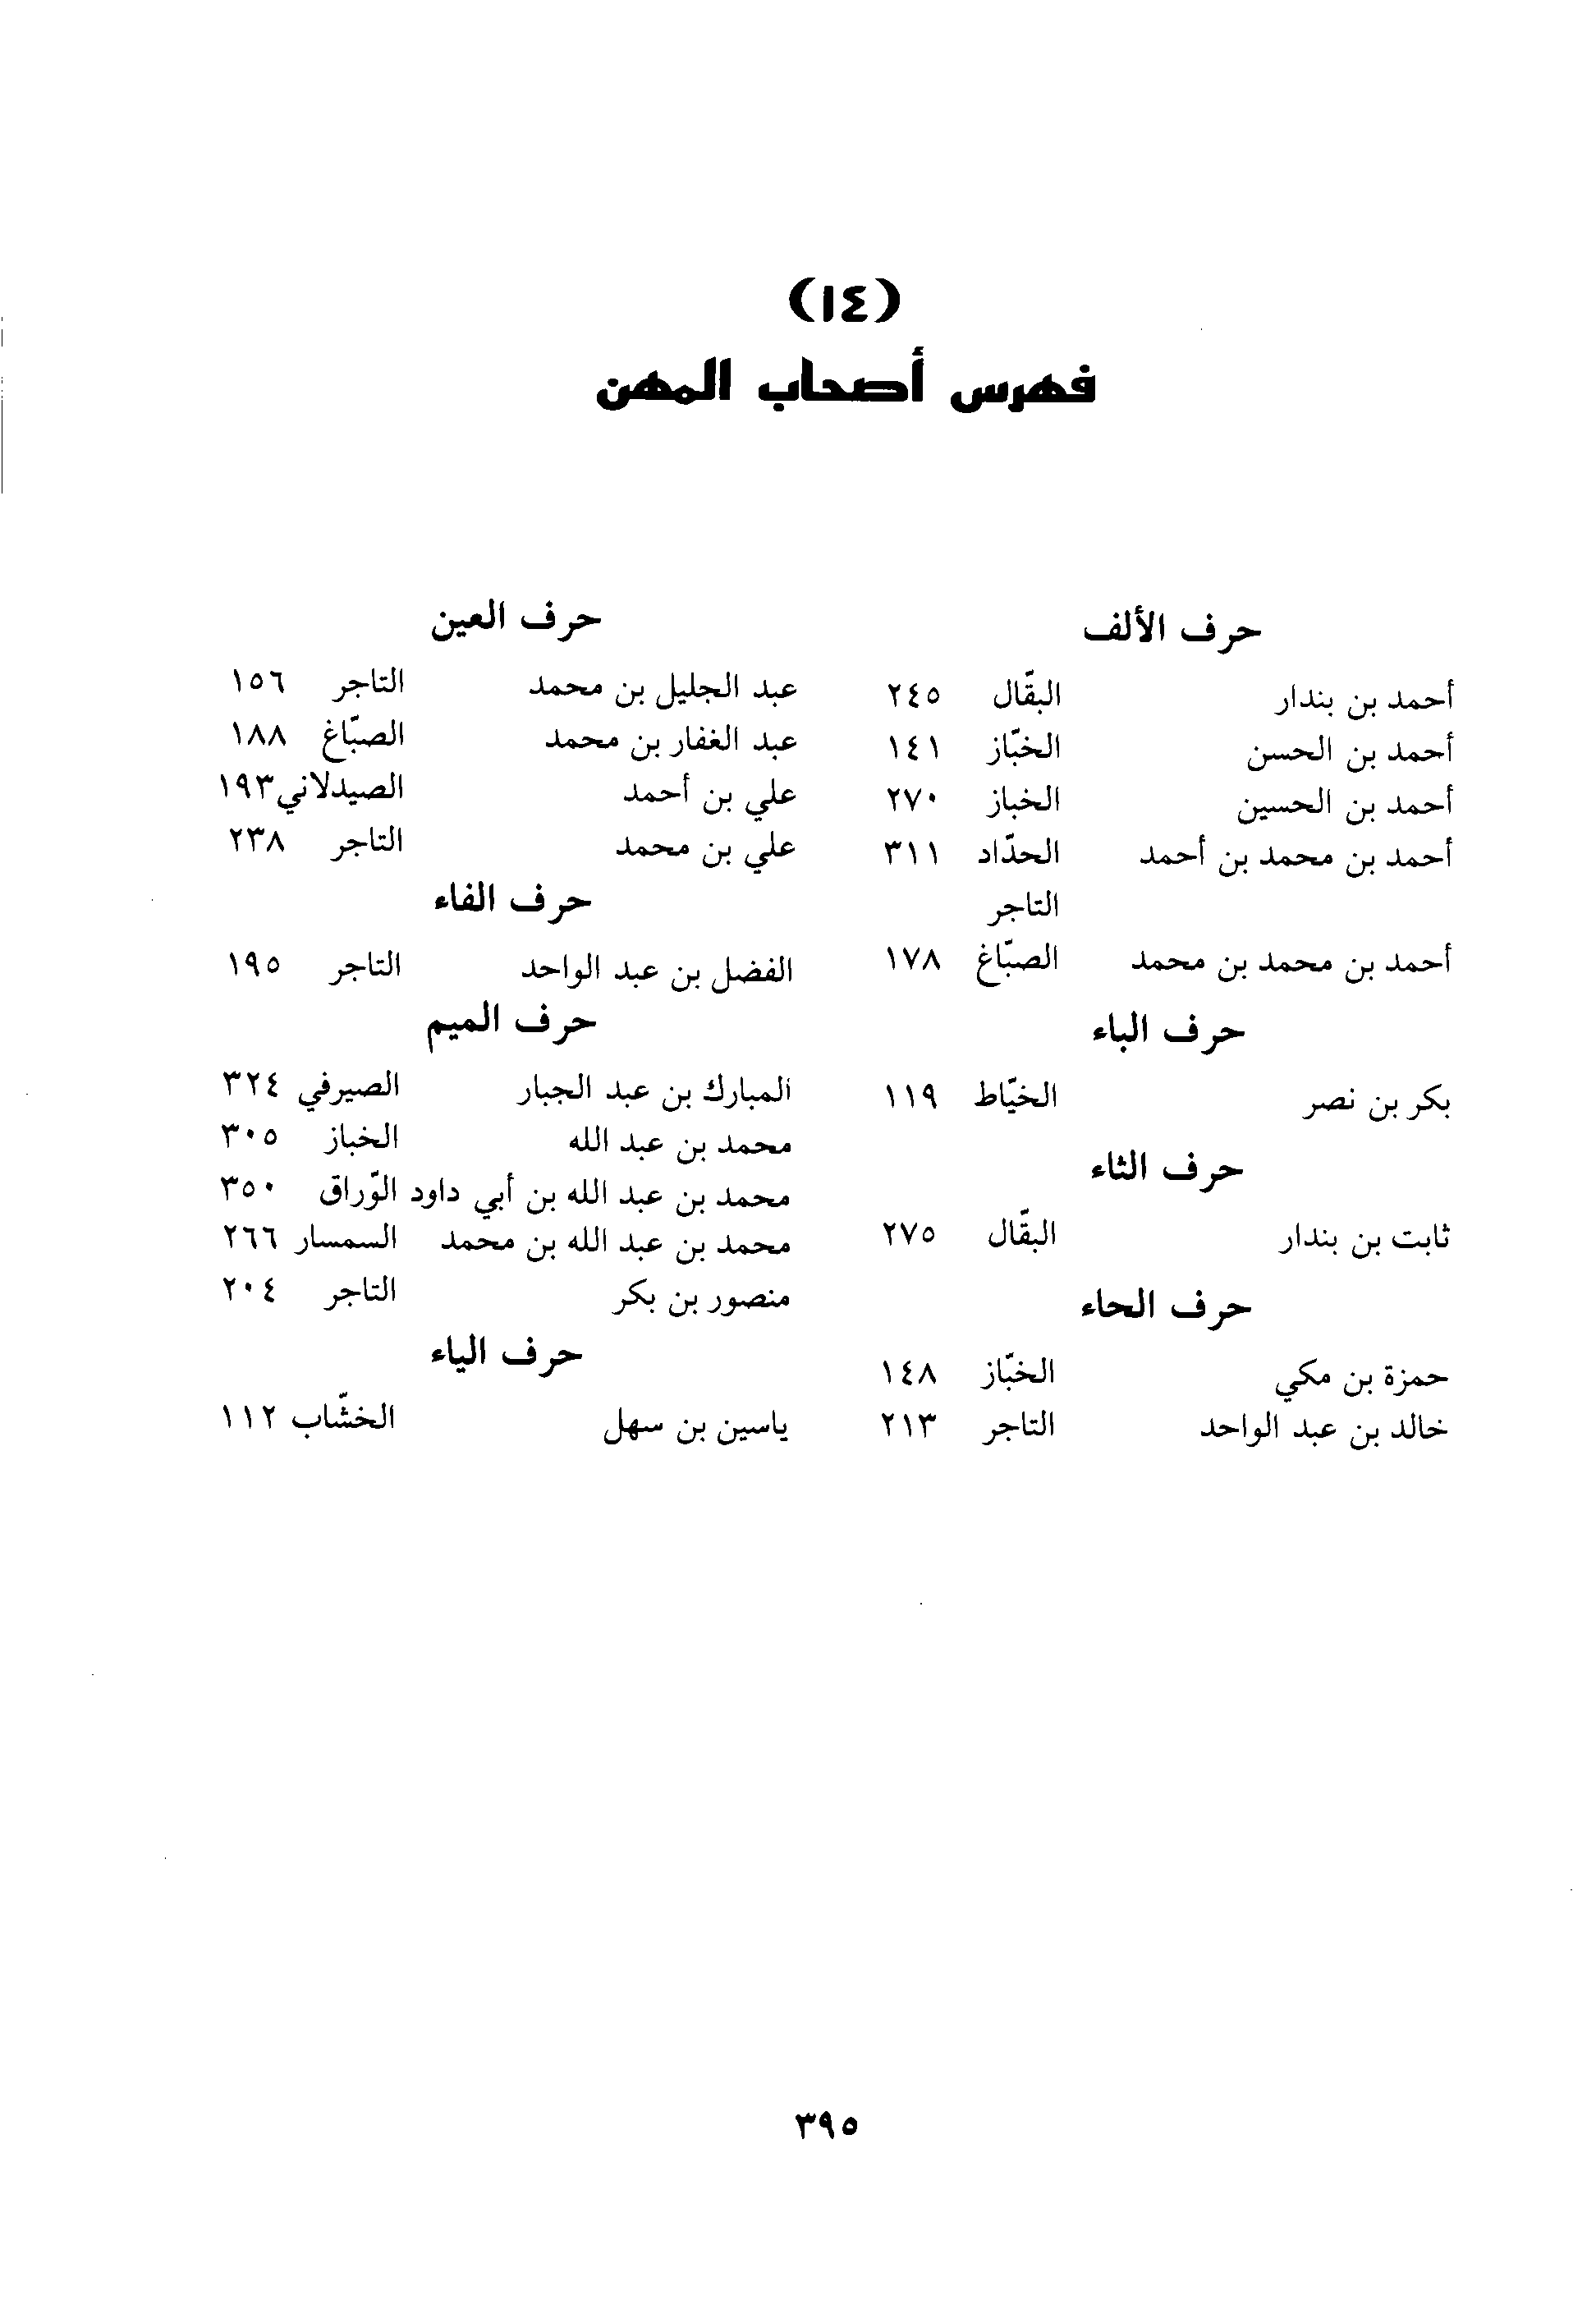 (١٤)
فهرس أصحاب المهن
حرف الألف
أحمد بن بندار البقّال ٢٤٥
أحمد بن الحسن الخبّاز ١٤١
أحمد بن الحسين الخباز ٢٧٠
أحمد بن محمد بن أحمد الحدّاد ٣١١
التاجر
أحمد بن محمد بن محمد الصبّاغ ١٧٨
حرف الباء
بكر بن نصر الخيّاط ١١٩
حرف الثاء
ثابت بن بندار البقّال ٢٧٥
حرف الحاء
حمزة بن مكي الخبّاز ١٤٨
خالد بن عبد الواحد التاجر ٢١٣
حرف العين
عبد الجليل بن محمد التاجر ١٥٦
عبد الغفار بن محمد الصبّاغ ١٨٨
علي بن أحمد الصيدلاني ١٩٣
علي بن محمد التاجر ٢٣٨
حرف الفاء
الفضل بن عبد الواحد التاجر ١٩٥
حرف الميم
المبارك بن عبد الجبار الصيرفي ٣٢٤
محمد بن عبد الله الخباز ٣٠٥
محمد بن عبد الله بن أبي داود الوّراق ٣٥٠
محمد بن عبد الله بن محمد السمسار ٢٦٦
منصور بن بكر التاجر ٢٠٤
حرف الياء
ياسين بن سهل الخشّاب ١١٢
٣٩٥